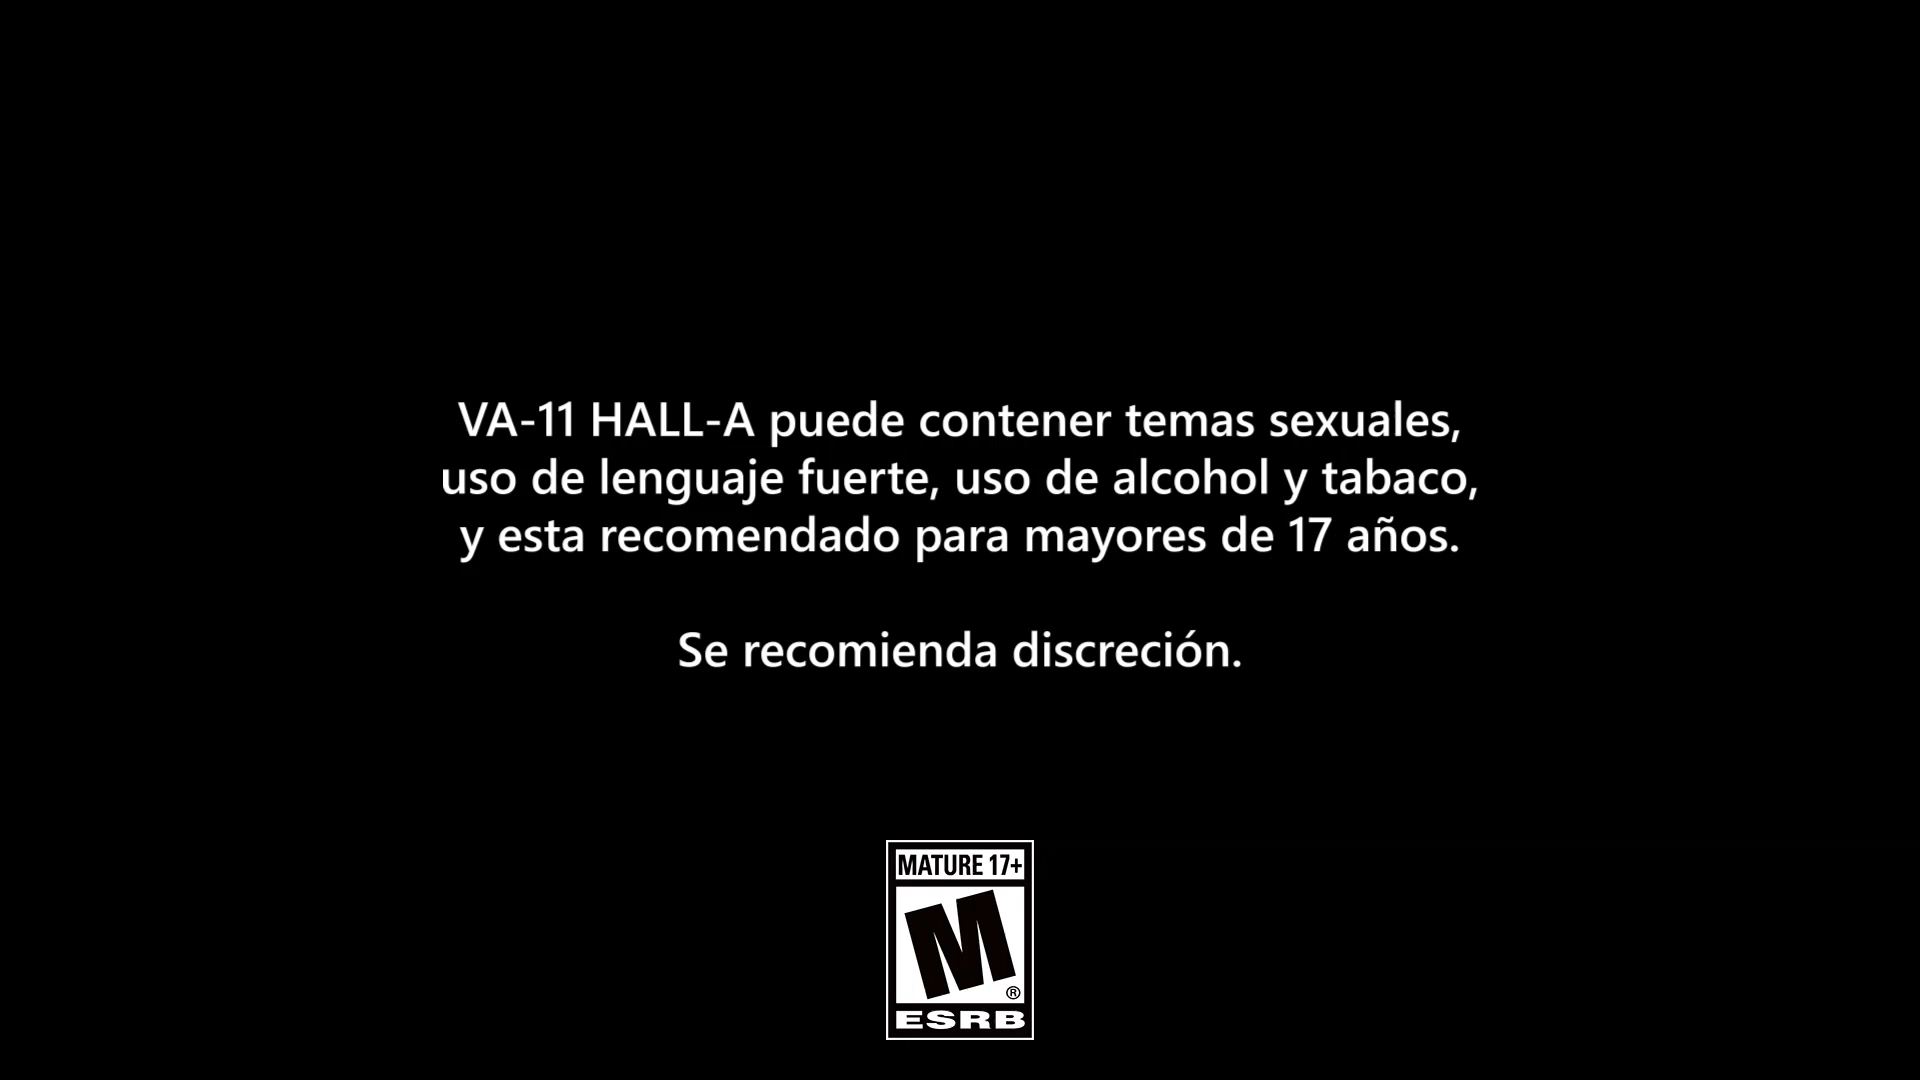 VA-11 HALL-A puede contener temas sexuales,
uso de lenguaje fuerte, uso de alcohol y tabaco,
y esta recomendado para mayores de 17 años.
Se recomienda discreción.
MATURE 17+
M
®
ESRB